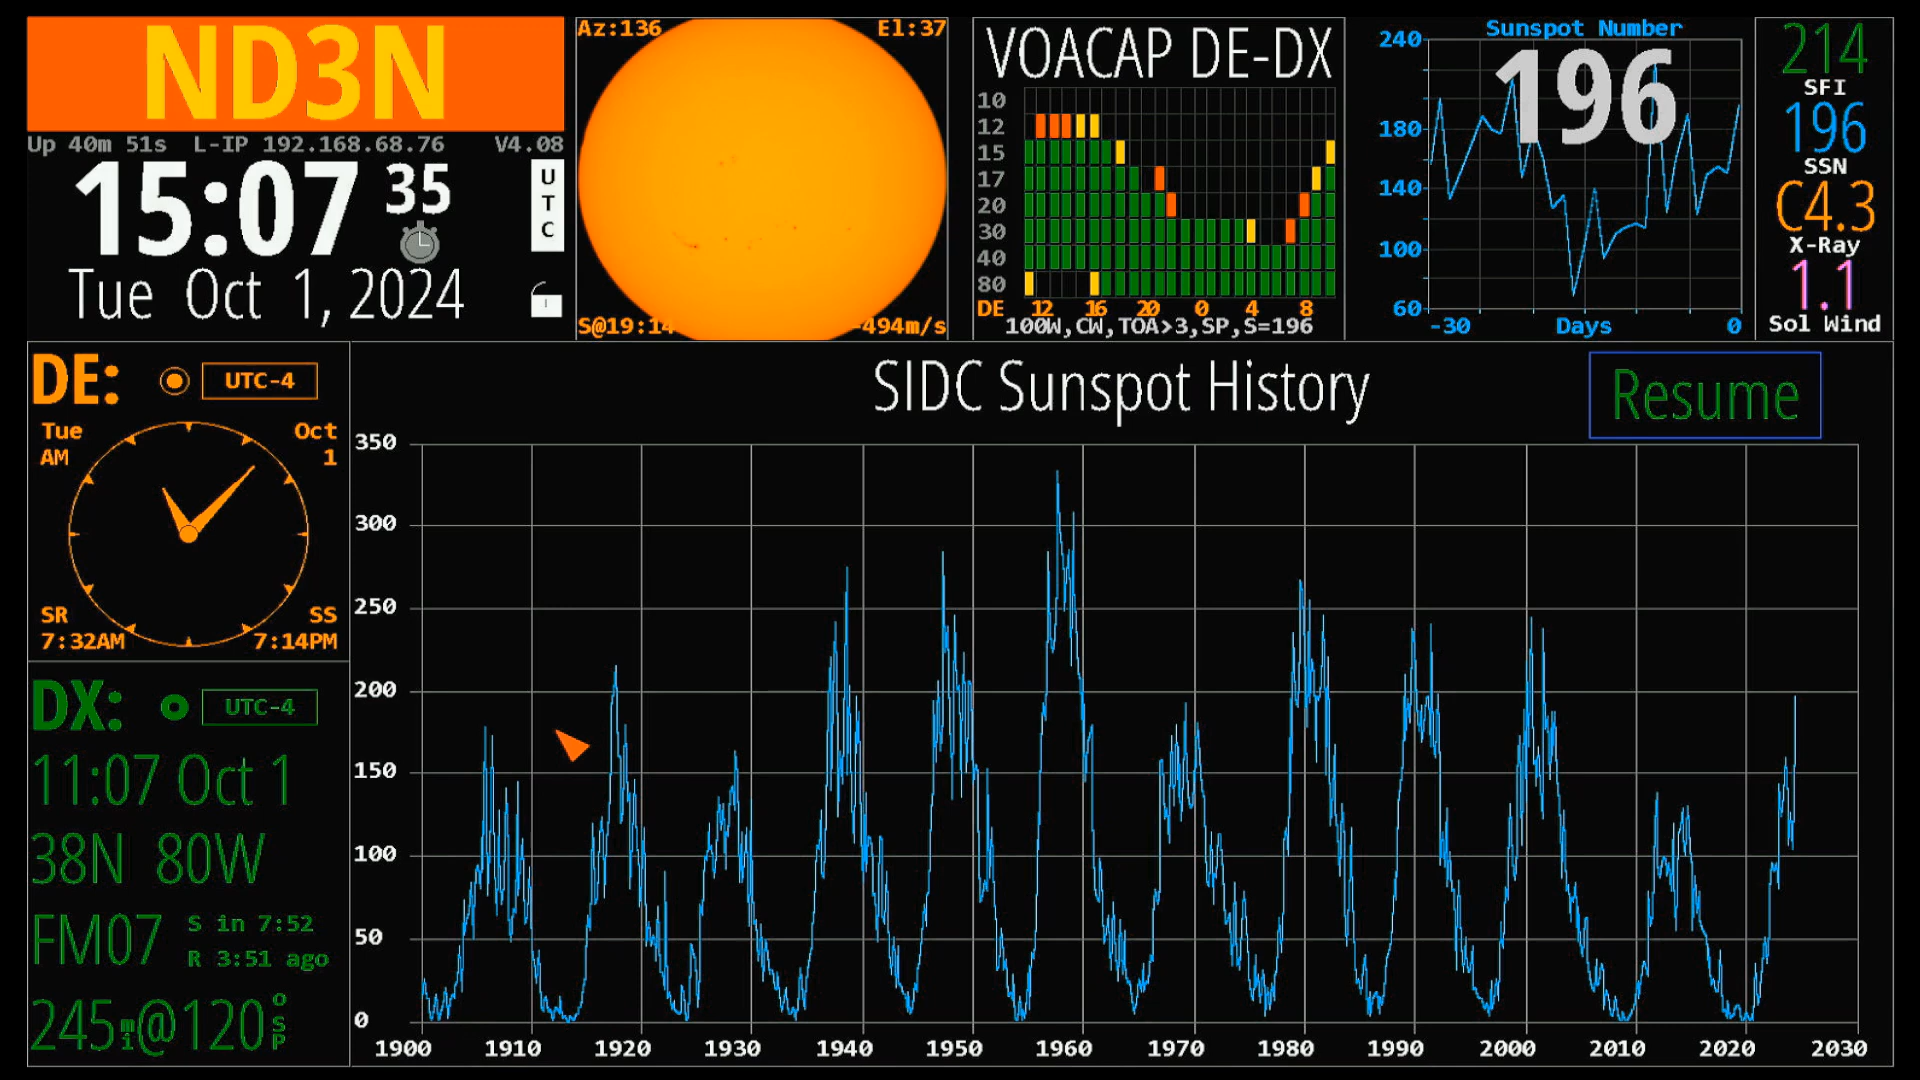 ND3N
Up 40m 51s L-IP 192.168.68.76 V4.08
15:07 35
UTC
Tue Oct 1, 2024
Az:136 El:37
S@19:14 -494m/s
VOACAP DE-DX
10
12
15
17
20
30
40
80
DE 12 16 20 0 4 8
100W,CW,TOA>3,SP,S=196
Sunspot Number
196
240
180
140
100
60
-30 Days 0
214
SFI
196
SSN
C4.3
X-Ray
1.1
Sol Wind
DE: UTC-4
Tue Oct
AM 1
SR SS
7:32AM 7:14PM
DX: UTC-4
11:07 Oct 1
38N 80W
FM07 S in 7:52
R 3:51 ago
245mi@120°
SP
SIDC Sunspot History
Resume
350
300
250
200
150
100
50
0
1900 1910 1920 1930 1940 1950 1960 1970 1980 1990 2000 2010 2020 2030